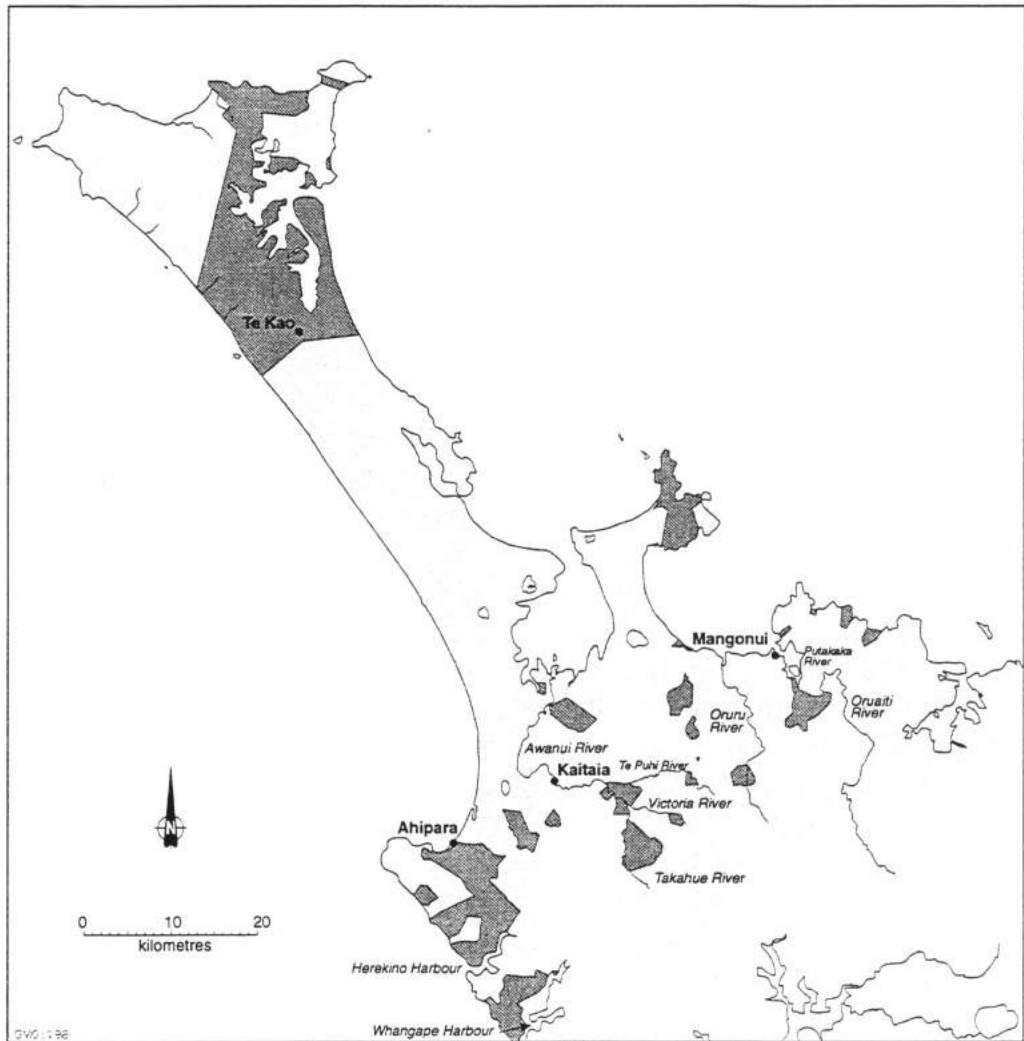 Te Kao
Mangonui
Putakaka
River
Oruaiti
River
Oruru
River
Awanui River
Te Puhi River
Kaitaia
Victoria River
Ahipara
N
Takahue River
0 10 20
kilometres
Herekino Harbour
Whangape Harbour